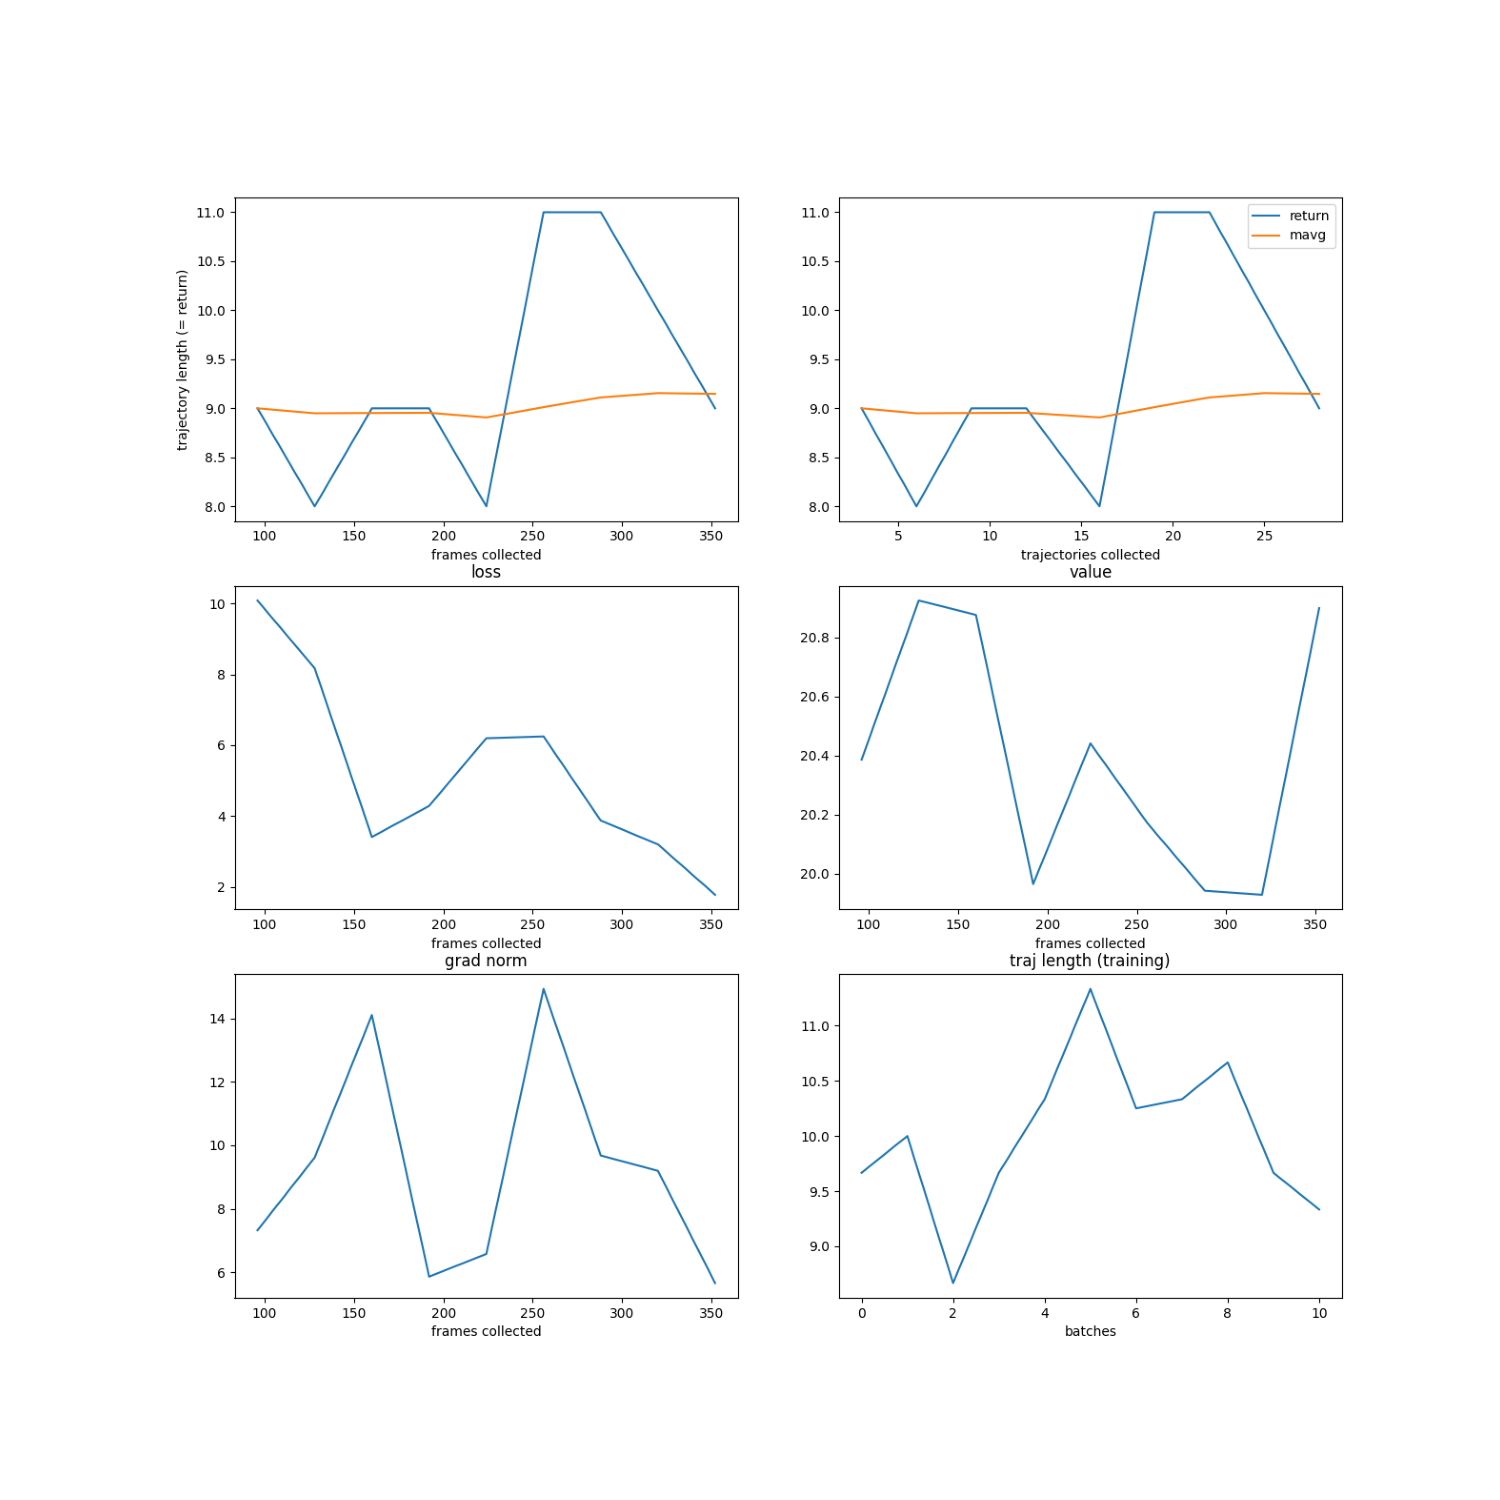 trajectory length (= return)
11.0
10.5
10.0
9.5
9.0
8.5
8.0
100 150 200 250 300 350
frames collected
11.0
10.5
10.0
9.5
9.0
8.5
8.0
5 10 15 20 25
trajectories collected
return
mavg
loss
10
8
6
4
2
100 150 200 250 300 350
frames collected
value
20.8
20.6
20.4
20.2
20.0
100 150 200 250 300 350
frames collected
grad norm
14
12
10
8
6
100 150 200 250 300 350
frames collected
traj length (training)
11.0
10.5
10.0
9.5
9.0
0 2 4 6 8 10
batches